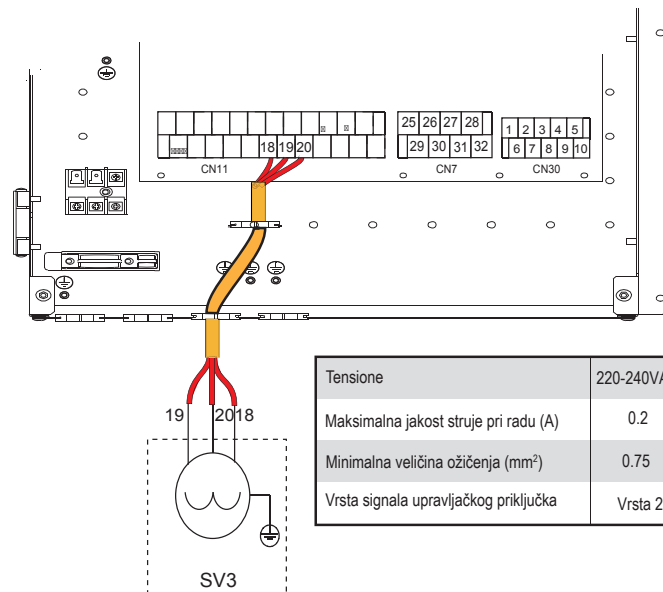 25 26 27 28
1 2 3 4 5
18 19 20
29 30 31 32
6 7 8 9 10
CN11
CN7
CN30
Tensione 220-240VA
Maksimalna jakost struje pri radu (A) 0.2
Minimalna veličina ožičenja (mm²) 0.75
Vrsta signala upravljačkog priključka Vrsta 2
19 20 18
SV3